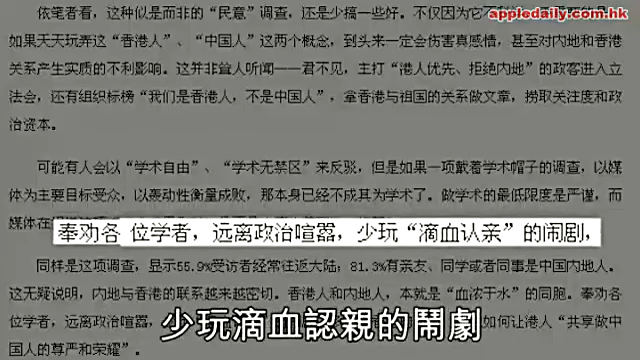 appledaily.com.hk
依笔者看，这种似是而非的“民意”调查，还是少搞一些好。不仅因为它
如果天天玩弄这“香港人”、“中国人”这两个概念，到头来一定会伤害真感情，甚至对内地和香港
关系产生实质的不利影响。这并非耸人听闻——君不见，主打“港人优先、拒绝内地”的政客进入立
法会，还有组织标榜“我们是香港人，不是中国人”，拿香港与祖国的关系做文章，捞取关注度和政
治资本。
可能有人会以“学术自由”、“学术无禁区”来反驳，但是如果一项戴着学术帽子的调查，以媒
体为主要目标受众，以轰动性衡量成败，那本身已经不成其为学术了。做学术的最低限度是严谨，而
媒体在
奉劝各位学者，远离政治喧嚣，少玩“滴血认亲”的闹剧，
同样是这项调查，显示55.9%受访者经常往返大陆；81.3%有亲友、同学或者同事是中国内地人。
这无疑说明，内地与香港的联系越来越密切。香港人和内地人，本就是“血浓于水”的同胞。奉劝各
位学者，远离政治喧嚣，
如何让港人“共享做中
国人的尊严和荣耀”。
少玩滴血認親的鬧劇